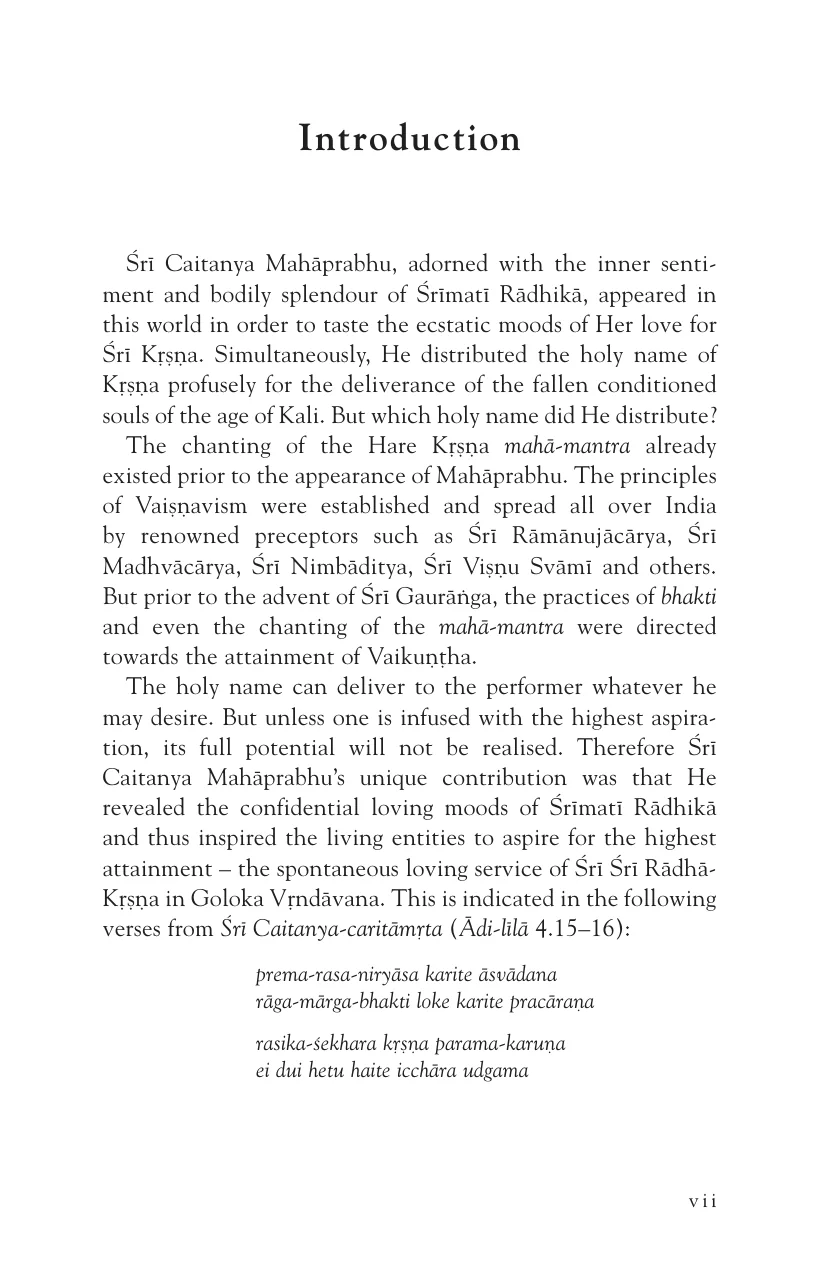 Introduction
Śrī Caitanya Mahāprabhu, adorned with the inner senti-
ment and bodily splendour of Śrīmatī Rādhikā, appeared in
this world in order to taste the ecstatic moods of Her love for
Śrī Kṛṣṇa. Simultaneously, He distributed the holy name of
Kṛṣṇa profusely for the deliverance of the fallen conditioned
souls of the age of Kali. But which holy name did He distribute?
The chanting of the Hare Kṛṣṇa mahā-mantra already
existed prior to the appearance of Mahāprabhu. The principles
of Vaiṣṇavism were established and spread all over India
by renowned preceptors such as Śrī Rāmānujācārya, Śrī
Madhvācārya, Śrī Nimbāditya, Śrī Viṣṇu Svāmī and others.
But prior to the advent of Śrī Gaurāṅga, the practices of bhakti
and even the chanting of the mahā-mantra were directed
towards the attainment of Vaikuṇṭha.
The holy name can deliver to the performer whatever he
may desire. But unless one is infused with the highest aspira-
tion, its full potential will not be realised. Therefore Śrī
Caitanya Mahāprabhu's unique contribution was that He
revealed the confidential loving moods of Śrīmatī Rādhikā
and thus inspired the living entities to aspire for the highest
attainment – the spontaneous loving service of Śrī Śrī Rādhā-
Kṛṣṇa in Goloka Vṛndāvana. This is indicated in the following
verses from Śrī Caitanya-caritāmṛta (Ādi-līlā 4.15–16):
prema-rasa-niryāsa karite āsvādana
rāga-mārga-bhakti loke karite pracāraṇa
rasika-śekhara kṛṣṇa parama-karuṇa
ei dui hetu haite icchāra udgama
vii